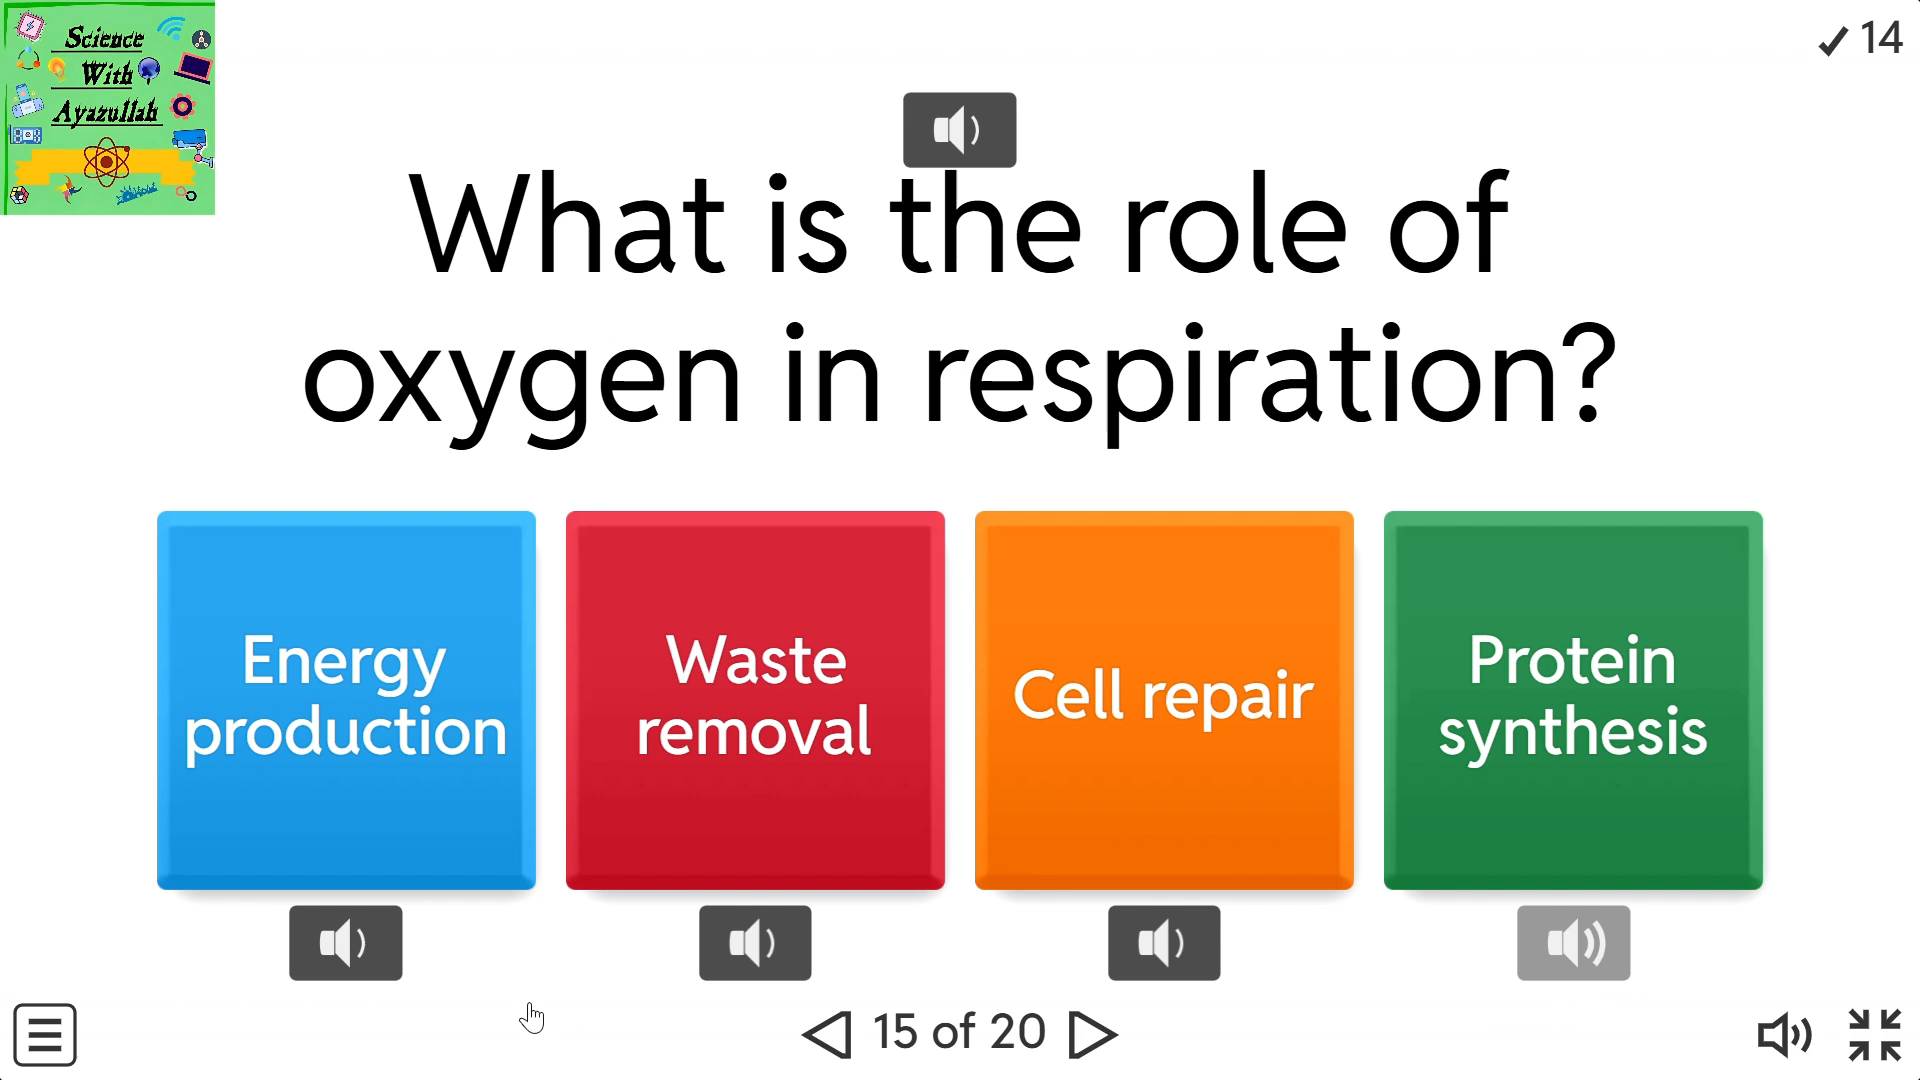 Science
With
Ayazullah
14
What is the role of
oxygen in respiration?
Energy
production
Waste
removal
Cell repair
Protein
synthesis
15 of 20